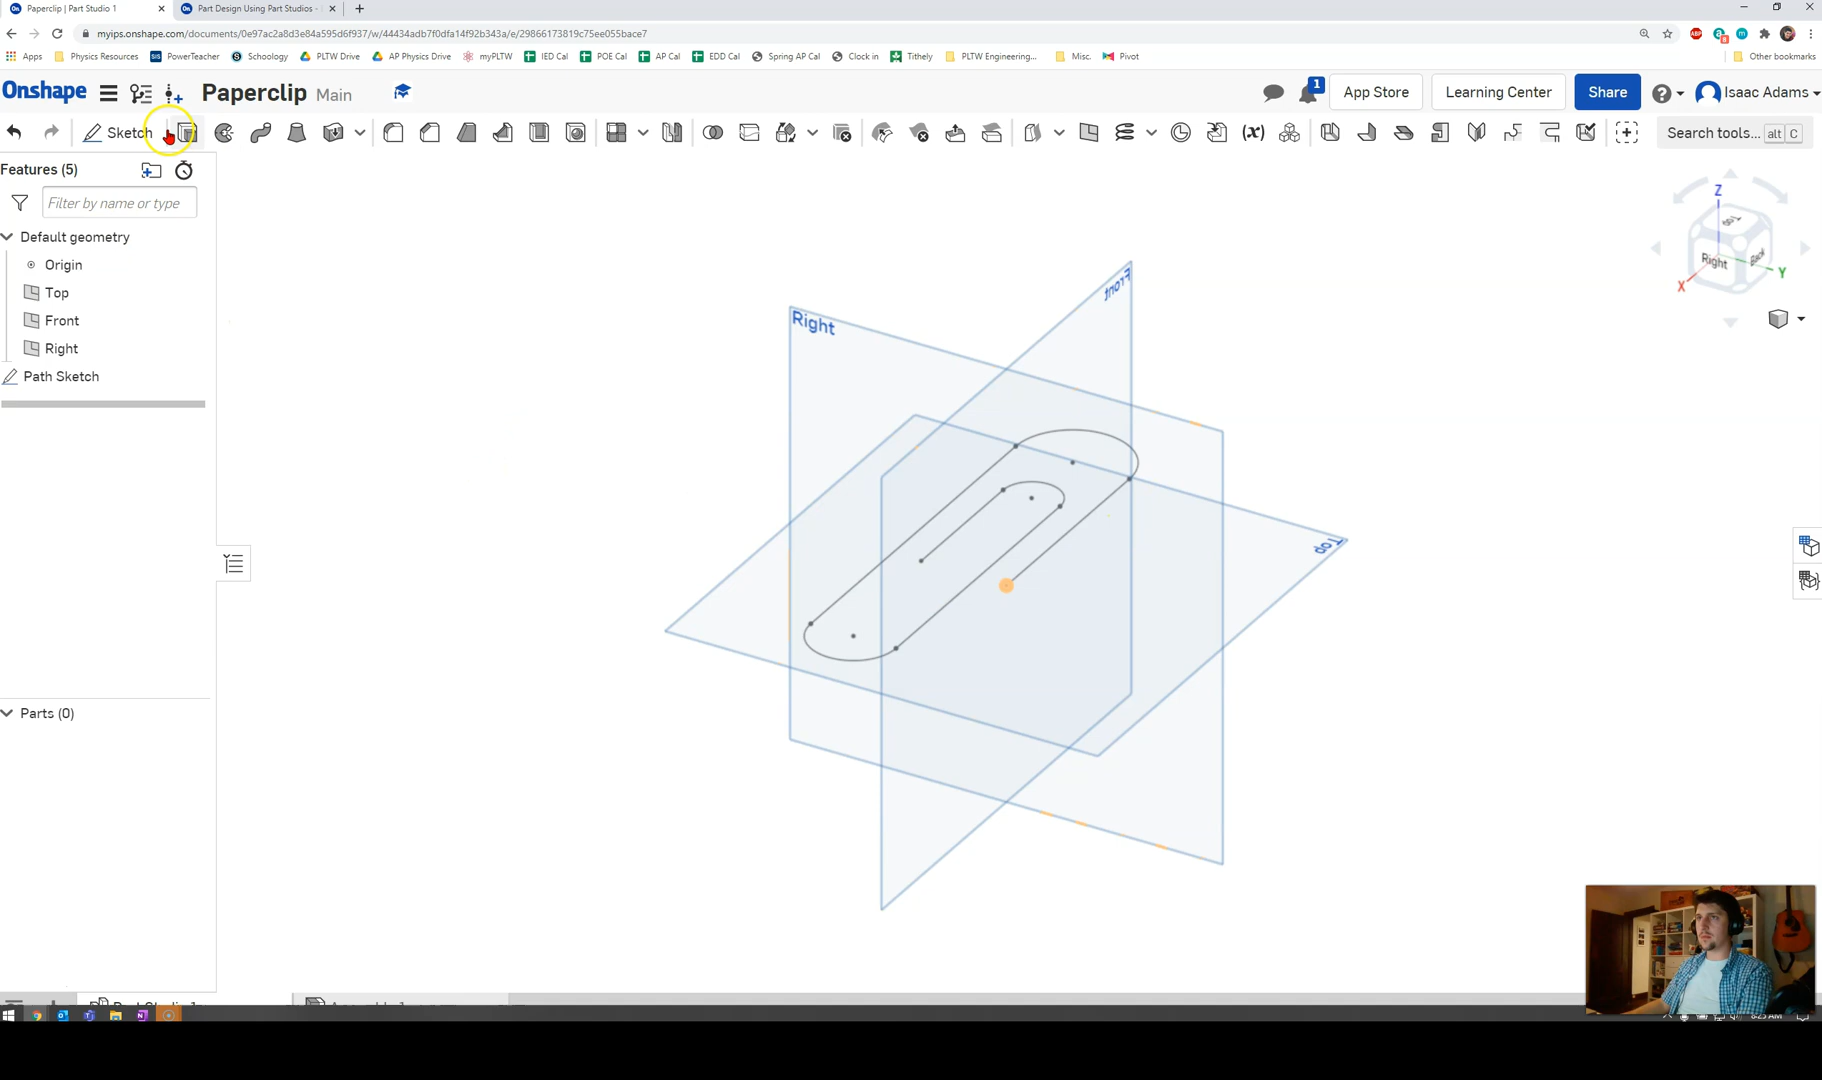 Paperclip | Part Studio 1
Part Design Using Part Studios -
myips.onshape.com/documents/0e97ac2a8d3e84a595d6f937/w/44434adb7f0dfa14f92b343a/e/29866173819c75ee055bace7
Apps
Physics Resources
PowerTeacher
Schoology
PLTW Drive
AP Physics Drive
myPLTW
IED Cal
POE Cal
AP Cal
EDD Cal
Spring AP Cal
Clock in
Tithely
PLTW Engineering...
Misc.
Pivot
Other bookmarks
Onshape
Paperclip Main
1
App Store
Learning Center
Share
Isaac Adams
Sketch
(x)
Search tools... alt C
Features (5)
Filter by name or type
Default geometry
Origin
Top
Front
Right
Path Sketch
Parts (0)
Right
Front
Top
Z
Top
Right
Back
X
Y